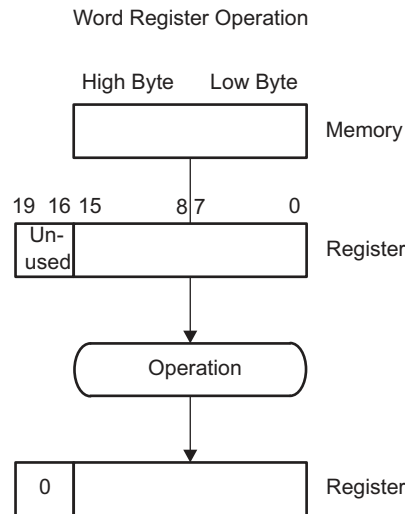 Word Register Operation
High Byte Low Byte
Memory
19 16 15 8 7 0
Un-
used
Register
Operation
0
Register